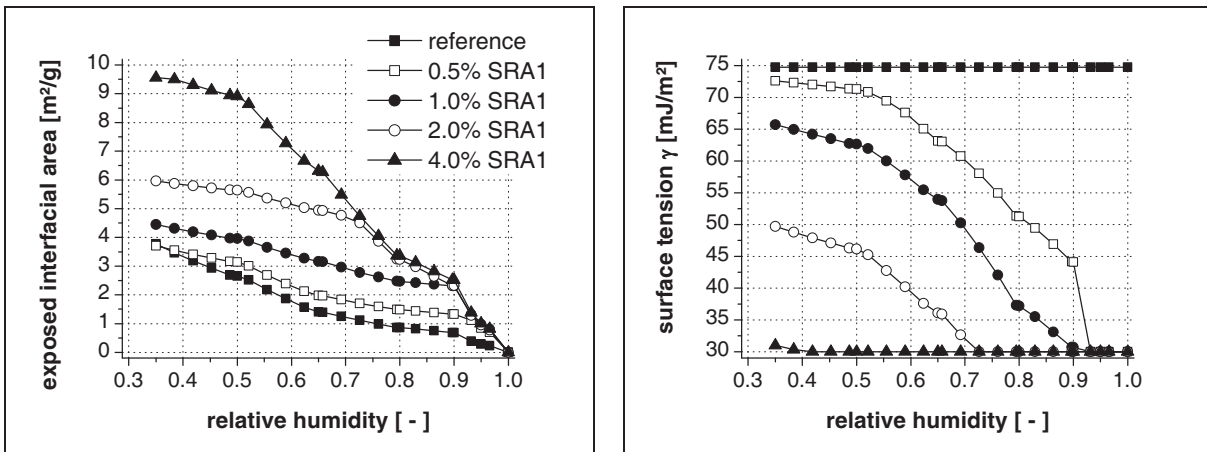 reference
0.5% SRA1
1.0% SRA1
2.0% SRA1
4.0% SRA1
exposed interfacial area [m²/g]
10
9
8
7
6
5
4
3
2
1
0
0.3 0.4 0.5 0.6 0.7 0.8 0.9 1.0
relative humidity [ - ]
surface tension γ [mJ/m²]
75
70
65
60
55
50
45
40
35
30
0.3 0.4 0.5 0.6 0.7 0.8 0.9 1.0
relative humidity [ - ]